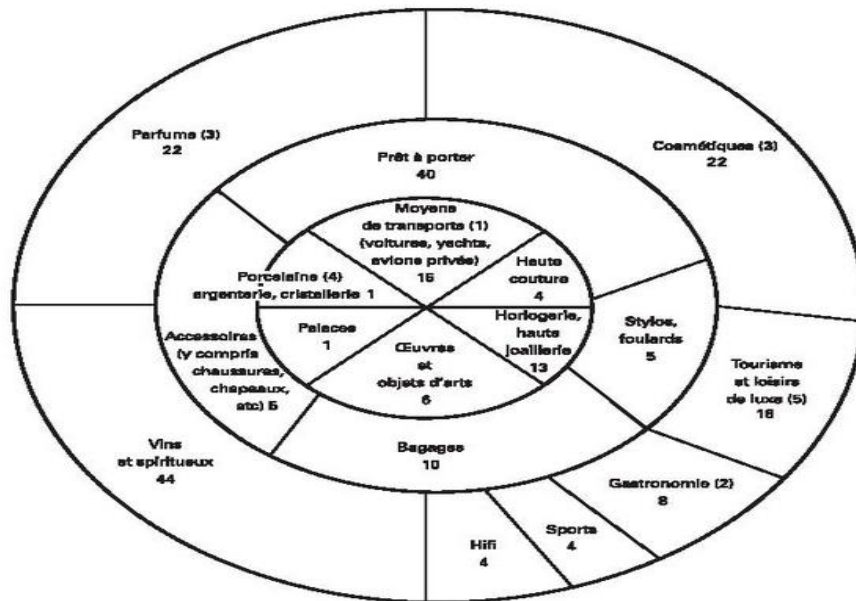 Parfums (3)
22
Cosmétiques (3)
22
Prêt à porter
40
Moyens
de transports (1)
(voitures, yachts,
avions privés)
15
Haute
couture
4
Porcelaine (4)
argenterie, cristallerie 1
Palaces
1
Œuvres
et
objets d'arts
6
Horlogerie,
haute
joaillerie
13
Stylos,
foulards
5
Accessoires
(y compris
chaussures,
chapeaux,
etc) 5
Bagages
10
Tourisme
et loisirs
de luxe (5)
Gastronomie (2)
8
Sports
4
Hifi
4
Vins
et spiritueux
44